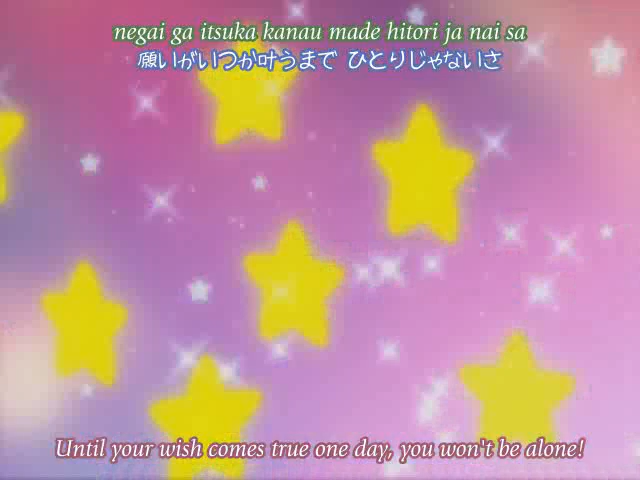 negai ga itsuka kanau made hitori ja nai sa
願いがいつか叶うまで ひとりじゃないさ
Until your wish comes true one day, you won't be alone!